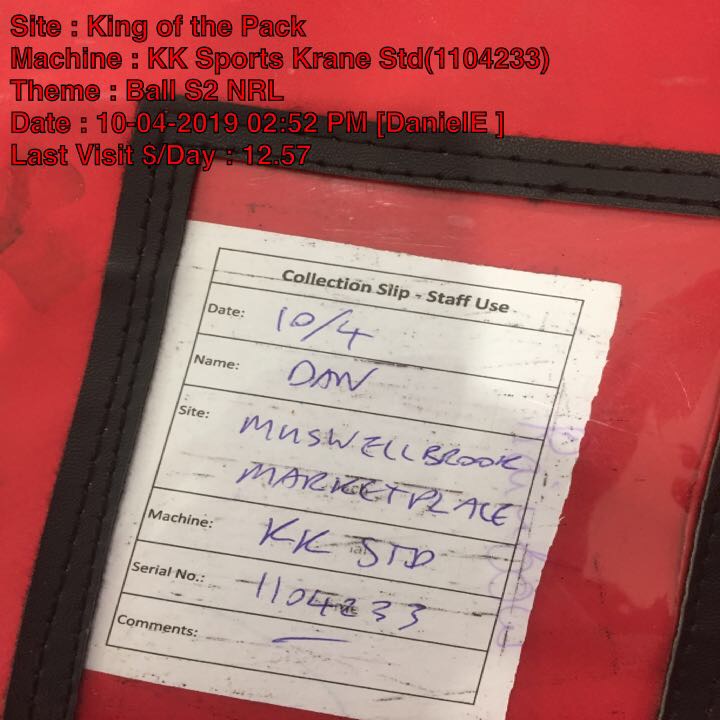 Site : King of the Pack
Machine : KK Sports Krane Std(1104233)
Theme : Ball S2 NRL
Date : 10-04-2019 02:52 PM [DanielE ]
Last Visit $/Day : 12.57
Collection Slip - Staff Use
Date: 10/4
Name: DAN
Site: MUSWELLBROOK
MARKETPLACE
Machine: KK STD
Serial No.: 1104233
Comments: —